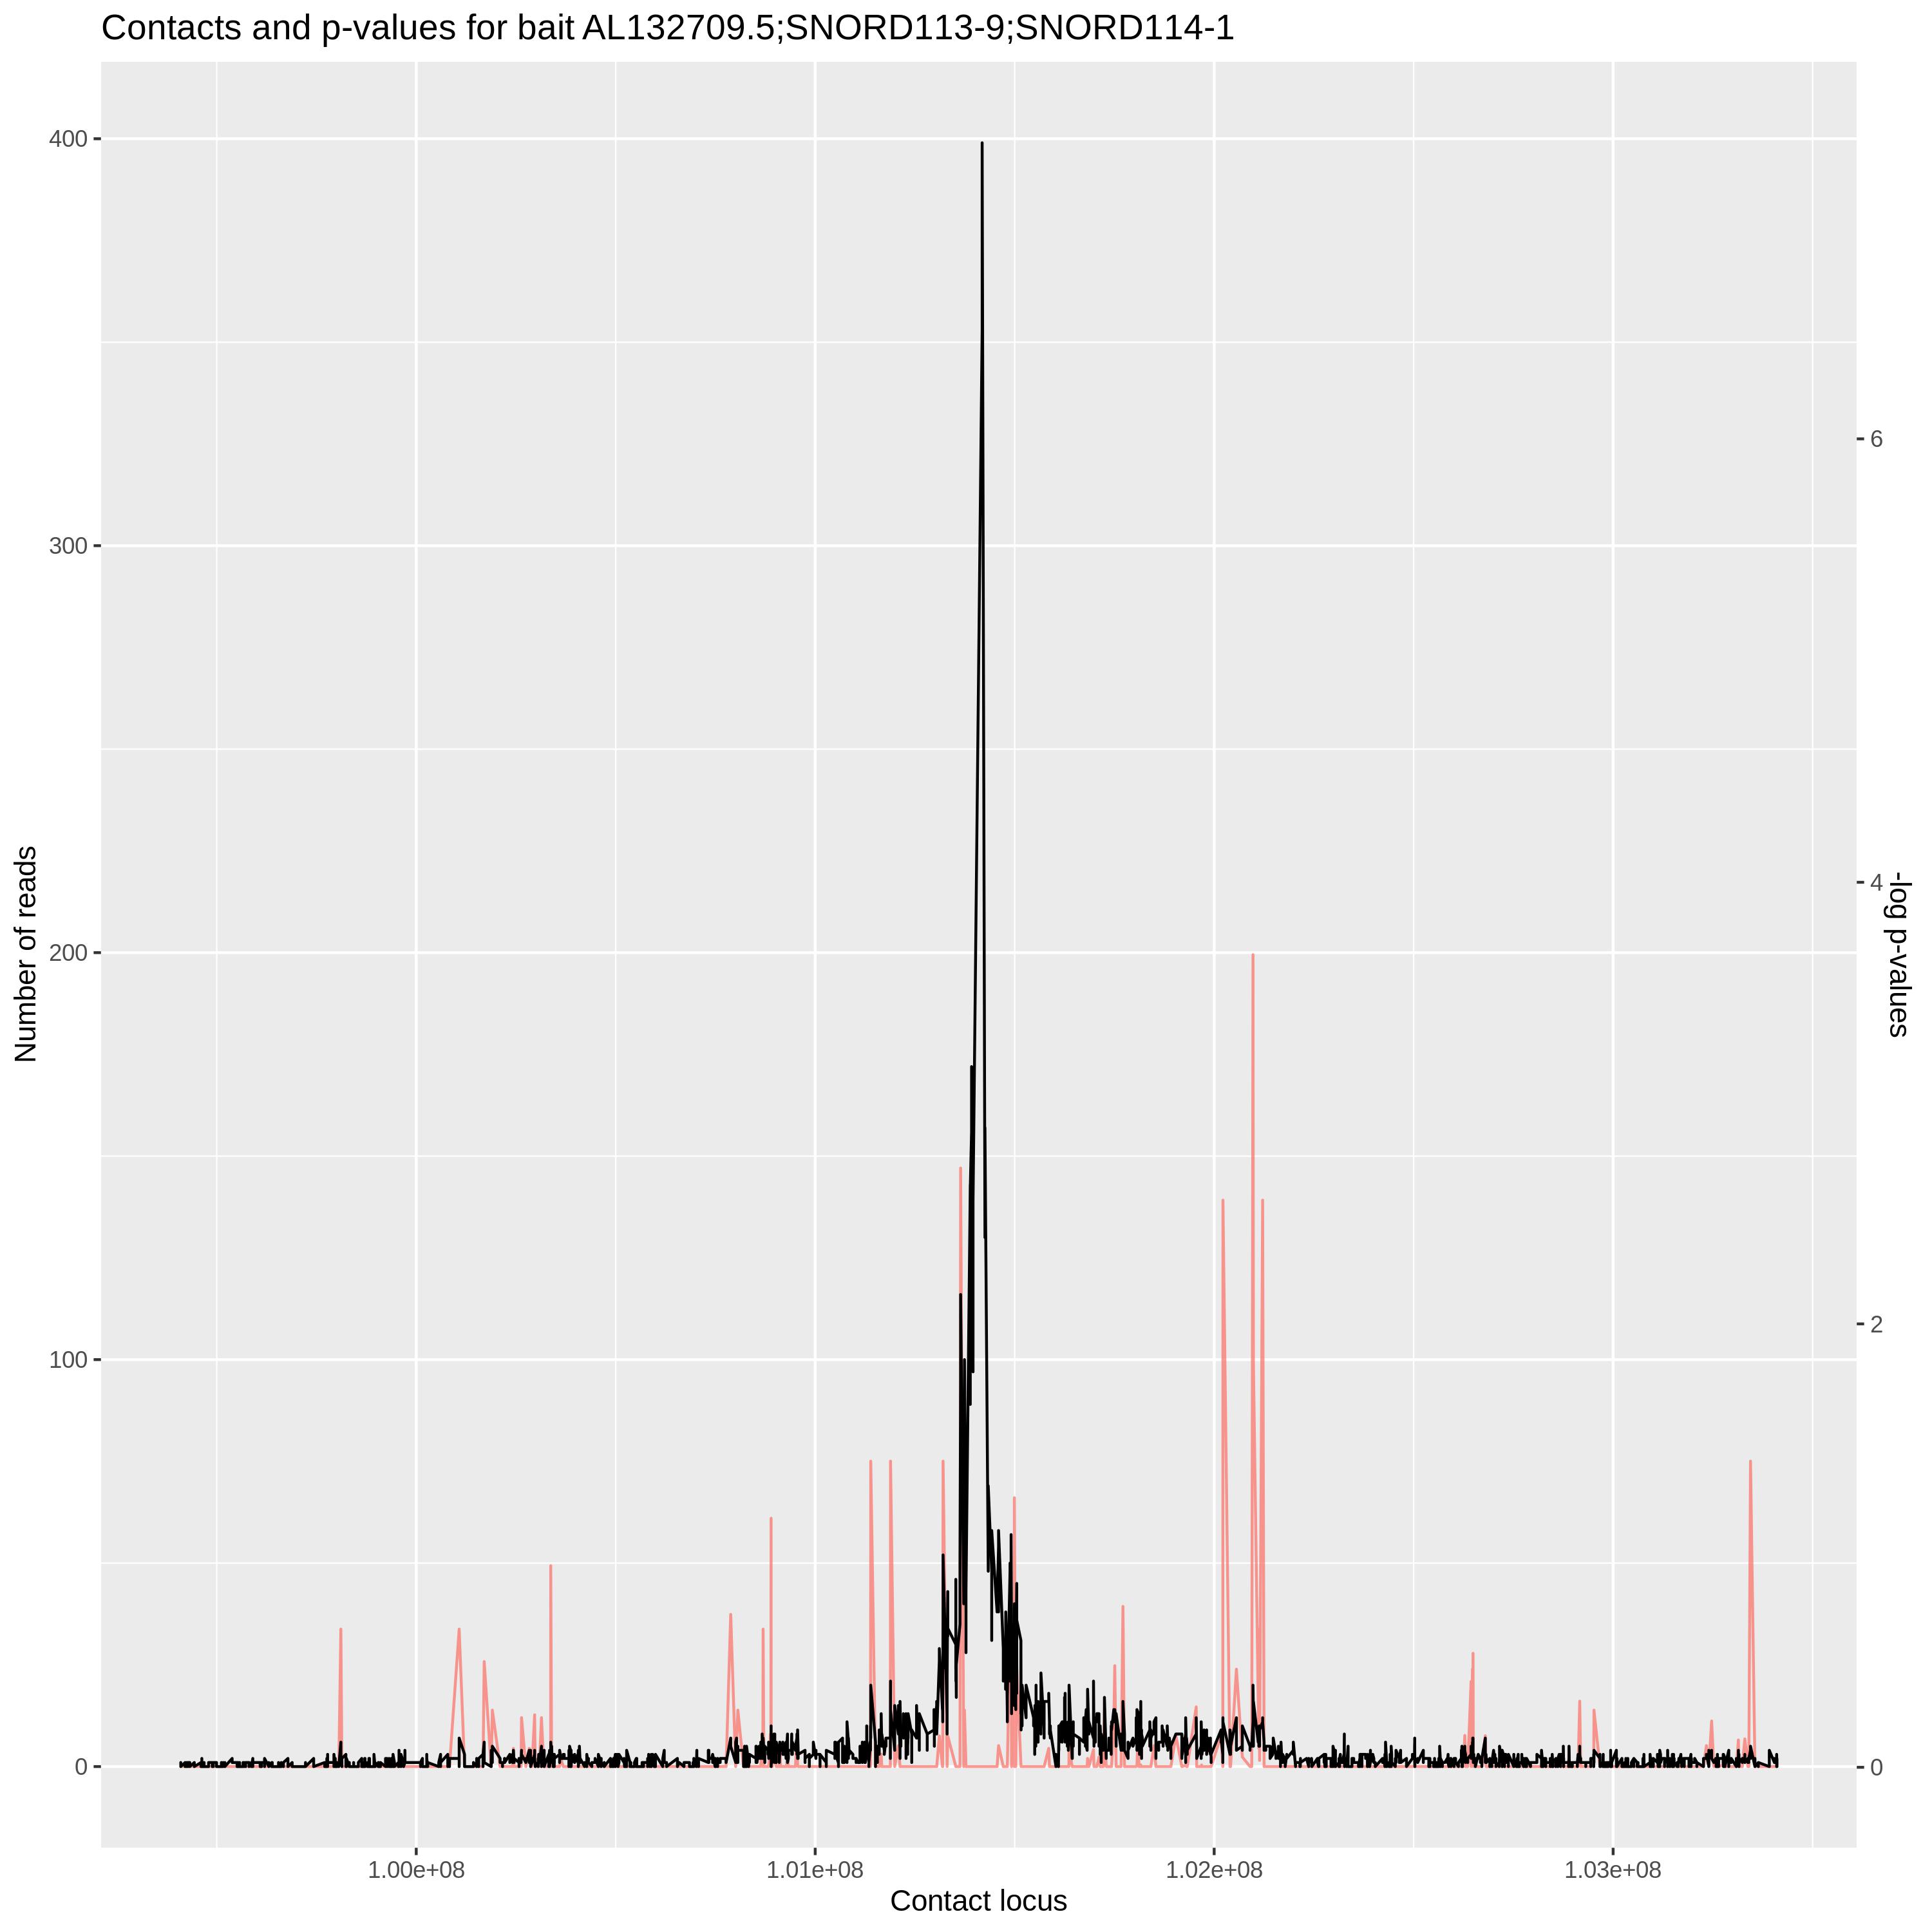 Contacts and p-values for bait AL132709.5;SNORD113-9;SNORD114-1
400
300
200
100
0
Number of reads
6
4
2
0
-log p-values
1.00e+08
1.01e+08
1.02e+08
1.03e+08
Contact locus